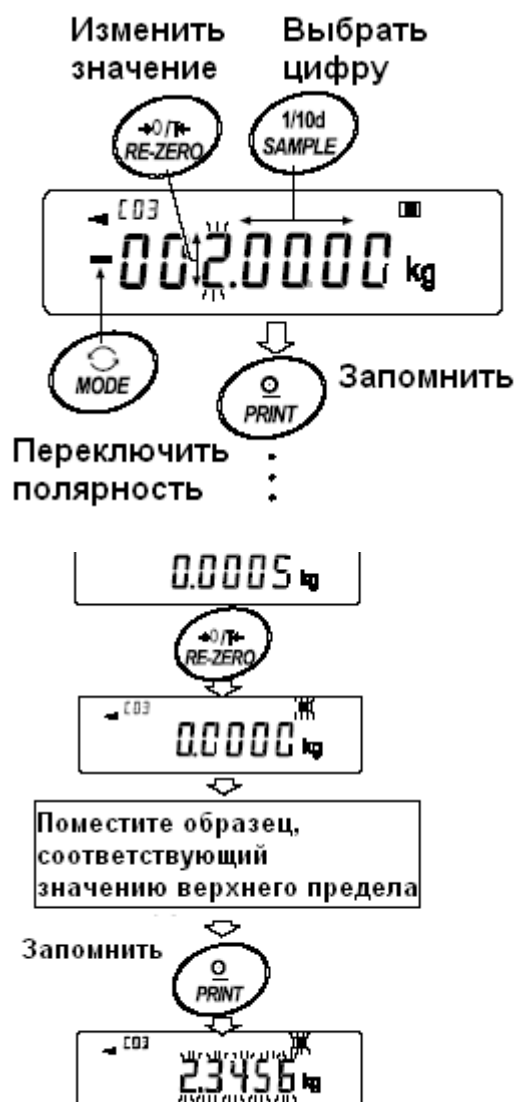 Изменить Выбрать
значение цифру
→0/T←
RE-ZERO
1/10d
SAMPLE
C03
-002.0000 kg
MODE
PRINT
Запомнить
Переключить
полярность
0.0005 kg
→0/T←
RE-ZERO
C03
0.0000 kg
Поместите образец,
соответствующий
значению верхнего предела
Запомнить
PRINT
C03
2.3456 kg